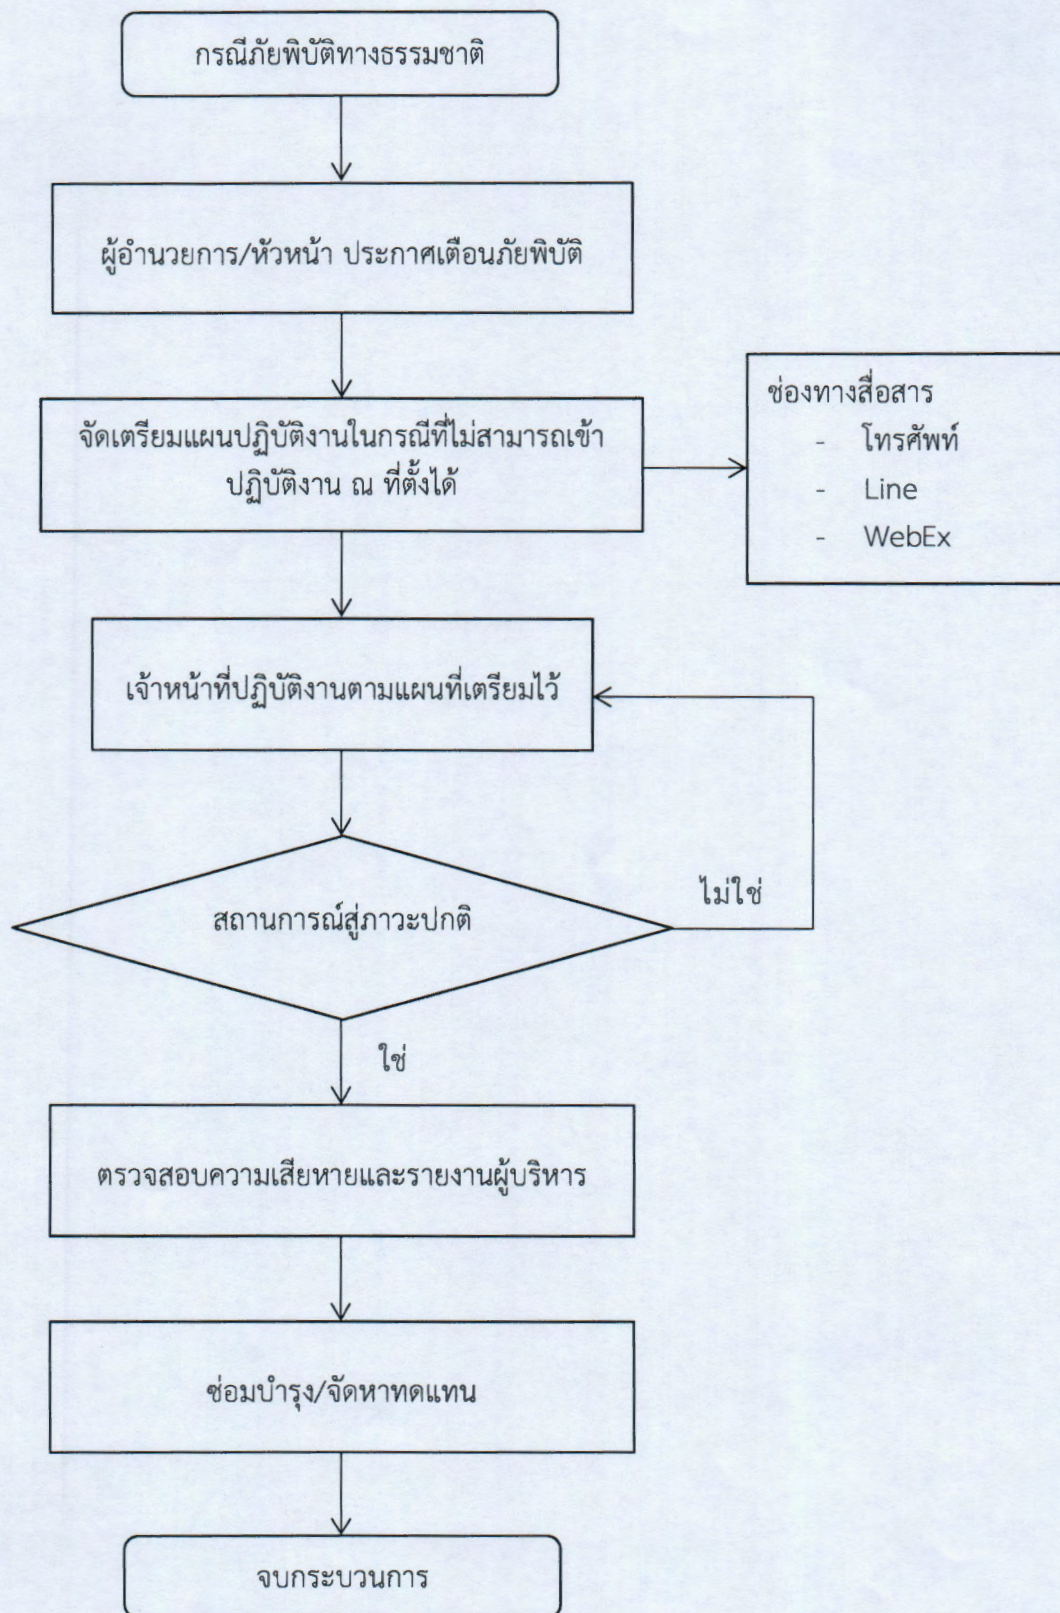 กรณีภัยพิบัติทางธรรมชาติ
ผู้อำนวยการ/หัวหน้า ประกาศเตือนภัยพิบัติ
จัดเตรียมแผนปฏิบัติงานในกรณีที่ไม่สามารถเข้า
ปฏิบัติงาน ณ ที่ตั้งได้
ช่องทางสื่อสาร
- โทรศัพท์
- Line
- WebEx
เจ้าหน้าที่ปฏิบัติงานตามแผนที่เตรียมไว้
สถานการณ์สู่ภาวะปกติ
ไม่ใช่
ใช่
ตรวจสอบความเสียหายและรายงานผู้บริหาร
ซ่อมบำรุง/จัดหาทดแทน
จบกระบวนการ